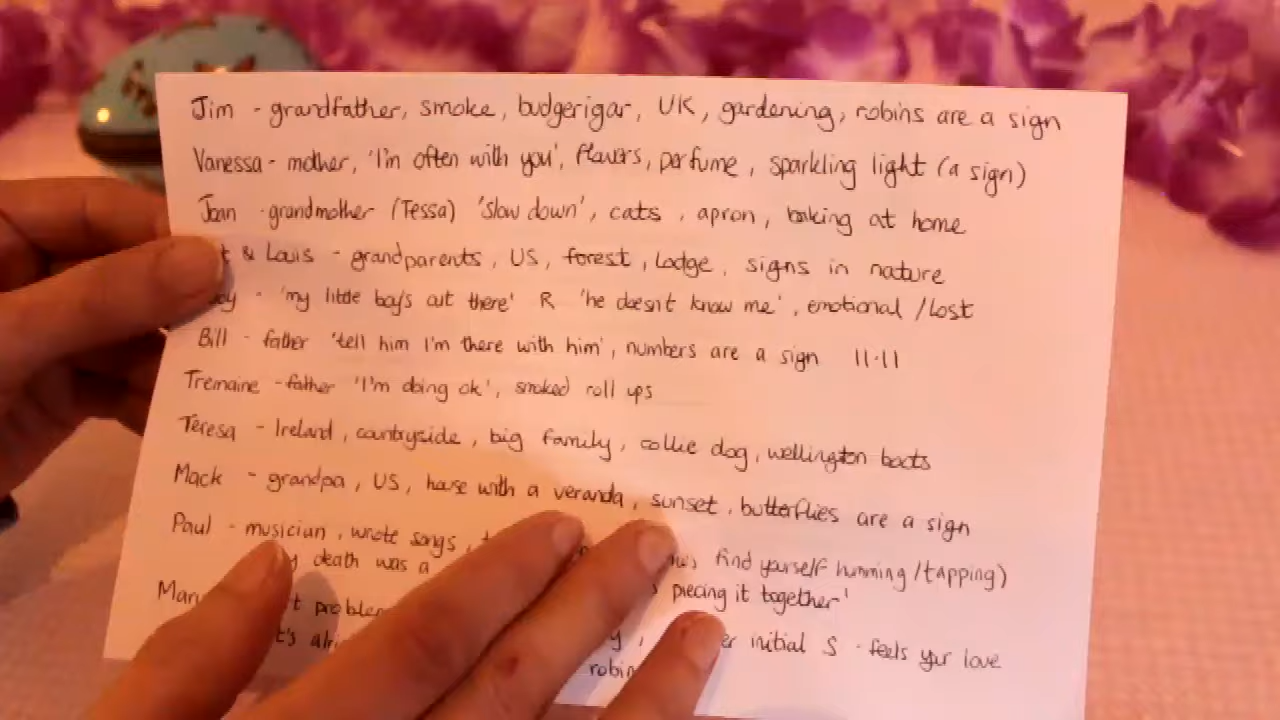 Jim - grandfather, smoke, budgerigar, UK, gardening, robins are a sign
Vanessa - mother, 'I'm often with you', flowers, perfume, sparkling light (a sign)
Joan - grandmother (Tessa) 'slow down', cats, apron, baking at home
& Louis - grandparents, US, forest, Lodge, signs in nature
- 'my little boy's out there' R 'he doesn't know me', emotional / lost
Bill - father 'tell him I'm there with him', numbers are a sign 11.11
Tremaine - father 'I'm doing ok', smoked roll ups
Teresa - Ireland, countryside, big family, collie dog, wellington boots
Mack - grandpa, US, house with a veranda, sunset, butterflies are a sign
Paul - musician, wrote songs, find yourself humming / tapping)
death was a piecing it together'
initial S - feels your love